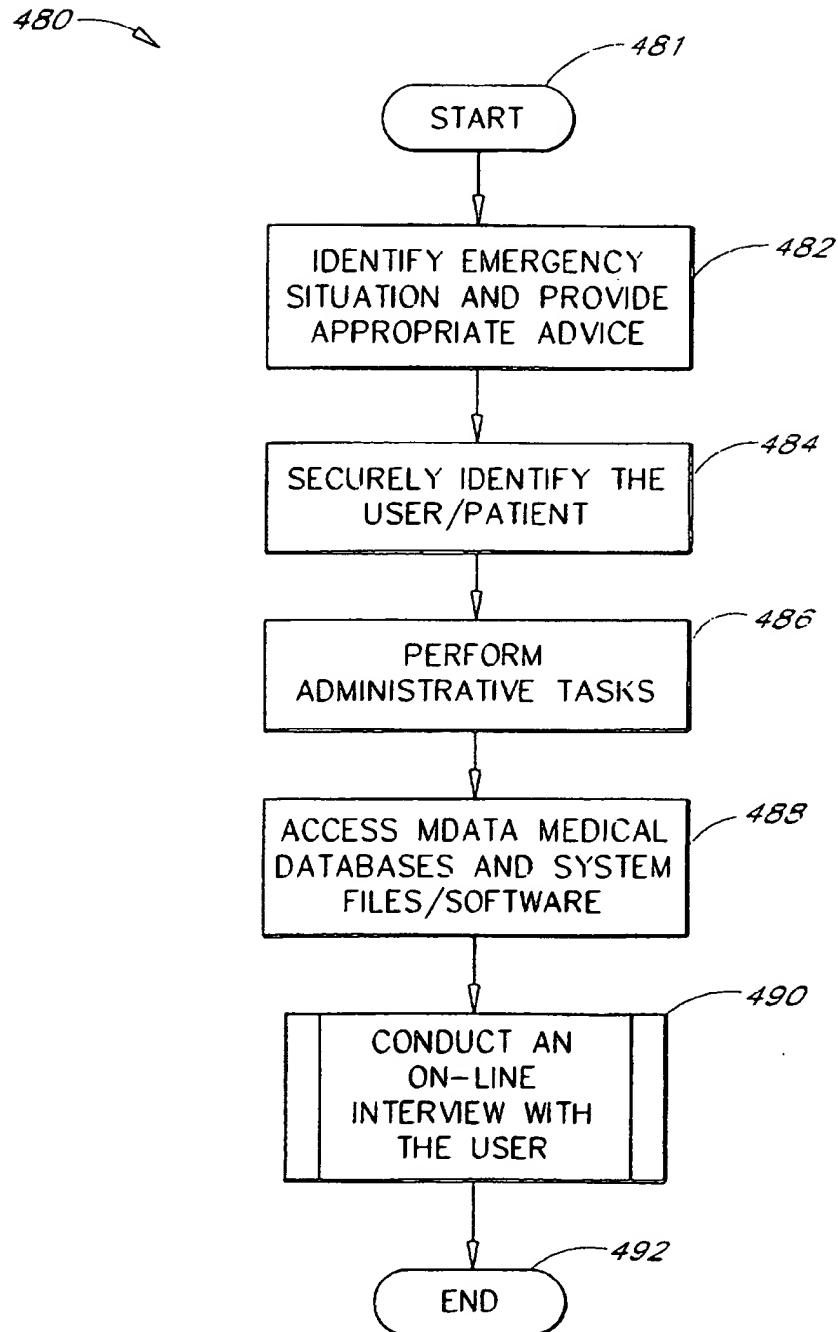 480
481
START
482
IDENTIFY EMERGENCY
SITUATION AND PROVIDE
APPROPRIATE ADVICE
484
SECURELY IDENTIFY THE
USER/PATIENT
486
PERFORM
ADMINISTRATIVE TASKS
488
ACCESS MDATA MEDICAL
DATABASES AND SYSTEM
FILES/SOFTWARE
490
CONDUCT AN
ON-LINE
INTERVIEW WITH
THE USER
492
END